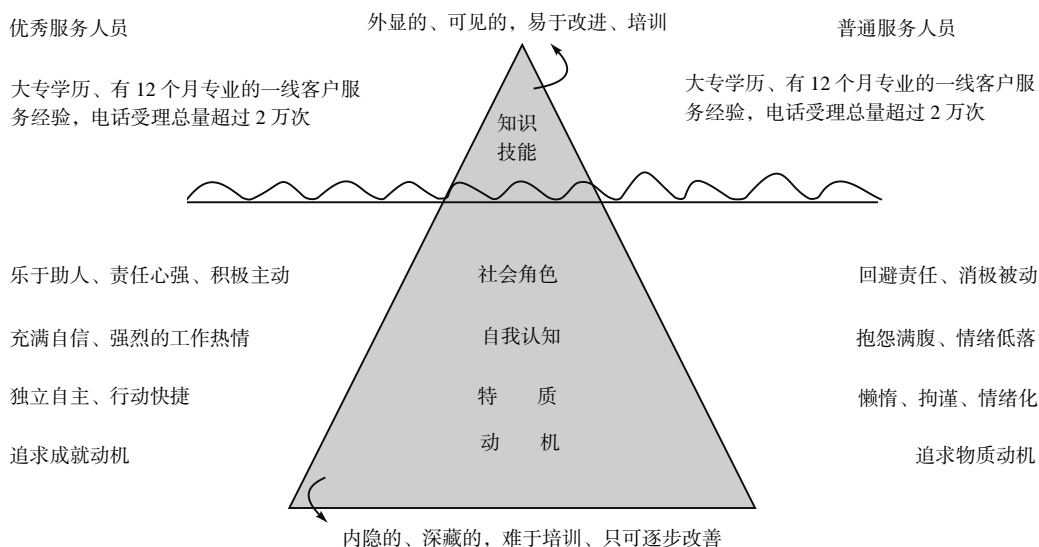 优秀服务人员
外显的、可见的，易于改进、培训
普通服务人员
大专学历、有 12 个月专业的一线客户服
务经验，电话受理总量超过 2 万次
大专学历、有 12 个月专业的一线客户服
务经验，电话受理总量超过 2 万次
知识
技能
乐于助人、责任心强、积极主动
社会角色
回避责任、消极被动
充满自信、强烈的工作热情
自我认知
抱怨满腹、情绪低落
独立自主、行动快捷
特 质
懒惰、拘谨、情绪化
追求成就动机
动 机
追求物质动机
内隐的、深藏的，难于培训、只可逐步改善